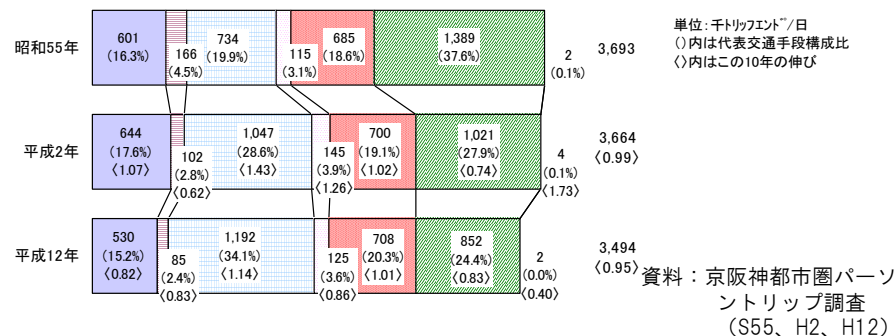 601 734 685 1,389
昭和55年 (16.3%) 166 (19.9%) 115 (18.6%) (37.6%) 2 3,693
(4.5%) (3.1%) (0.1%)
単位:千トリップエンド/日
()内は代表交通手段構成比
〈〉内はこの10年の伸び
644 1,047 700 1,021
平成2年 (17.6%) 102 (28.6%) 145 (19.1%) (27.9%) 4 3,664
〈1.07〉 (2.8%) 〈1.43〉 (3.9%) 〈1.02〉 〈0.74〉 (0.1%) 〈0.99〉
〈0.62〉 〈1.26〉 〈1.73〉
530 1,192 708 852
平成12年 (15.2%) 85 (34.1%) 125 (20.3%) (24.4%) 2 3,494
〈0.82〉 (2.4%) 〈1.14〉 (3.6%) 〈1.01〉 〈0.83〉 (0.0%) 〈0.95〉
〈0.83〉 〈0.86〉 〈0.40〉
資料：京阪神都市圏パーソ
ントリップ調査
（S55、H2、H12）